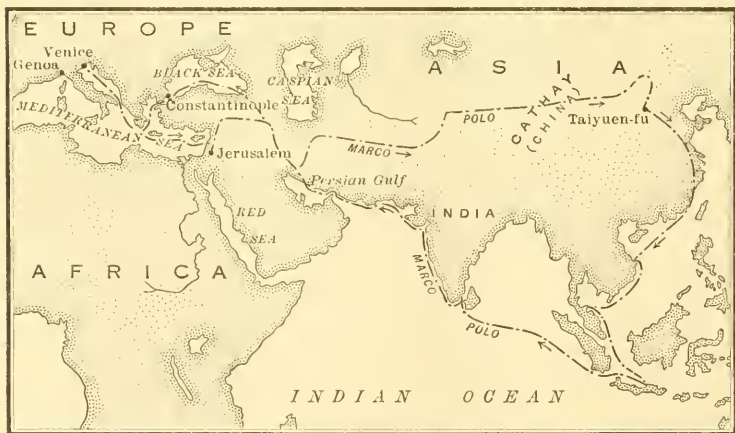 EUROPE
Venice
Genoa
BLACK SEA
CASPIAN
SEA
ASIA
Constantinople
MEDITERRANEAN
SEA
Jerusalem
MARCO
POLO
CATHAY
(CHINA)
Taiyuen-fu
Persian Gulf
RED
SEA
INDIA
AFRICA
MARCO
POLO
INDIAN OCEAN